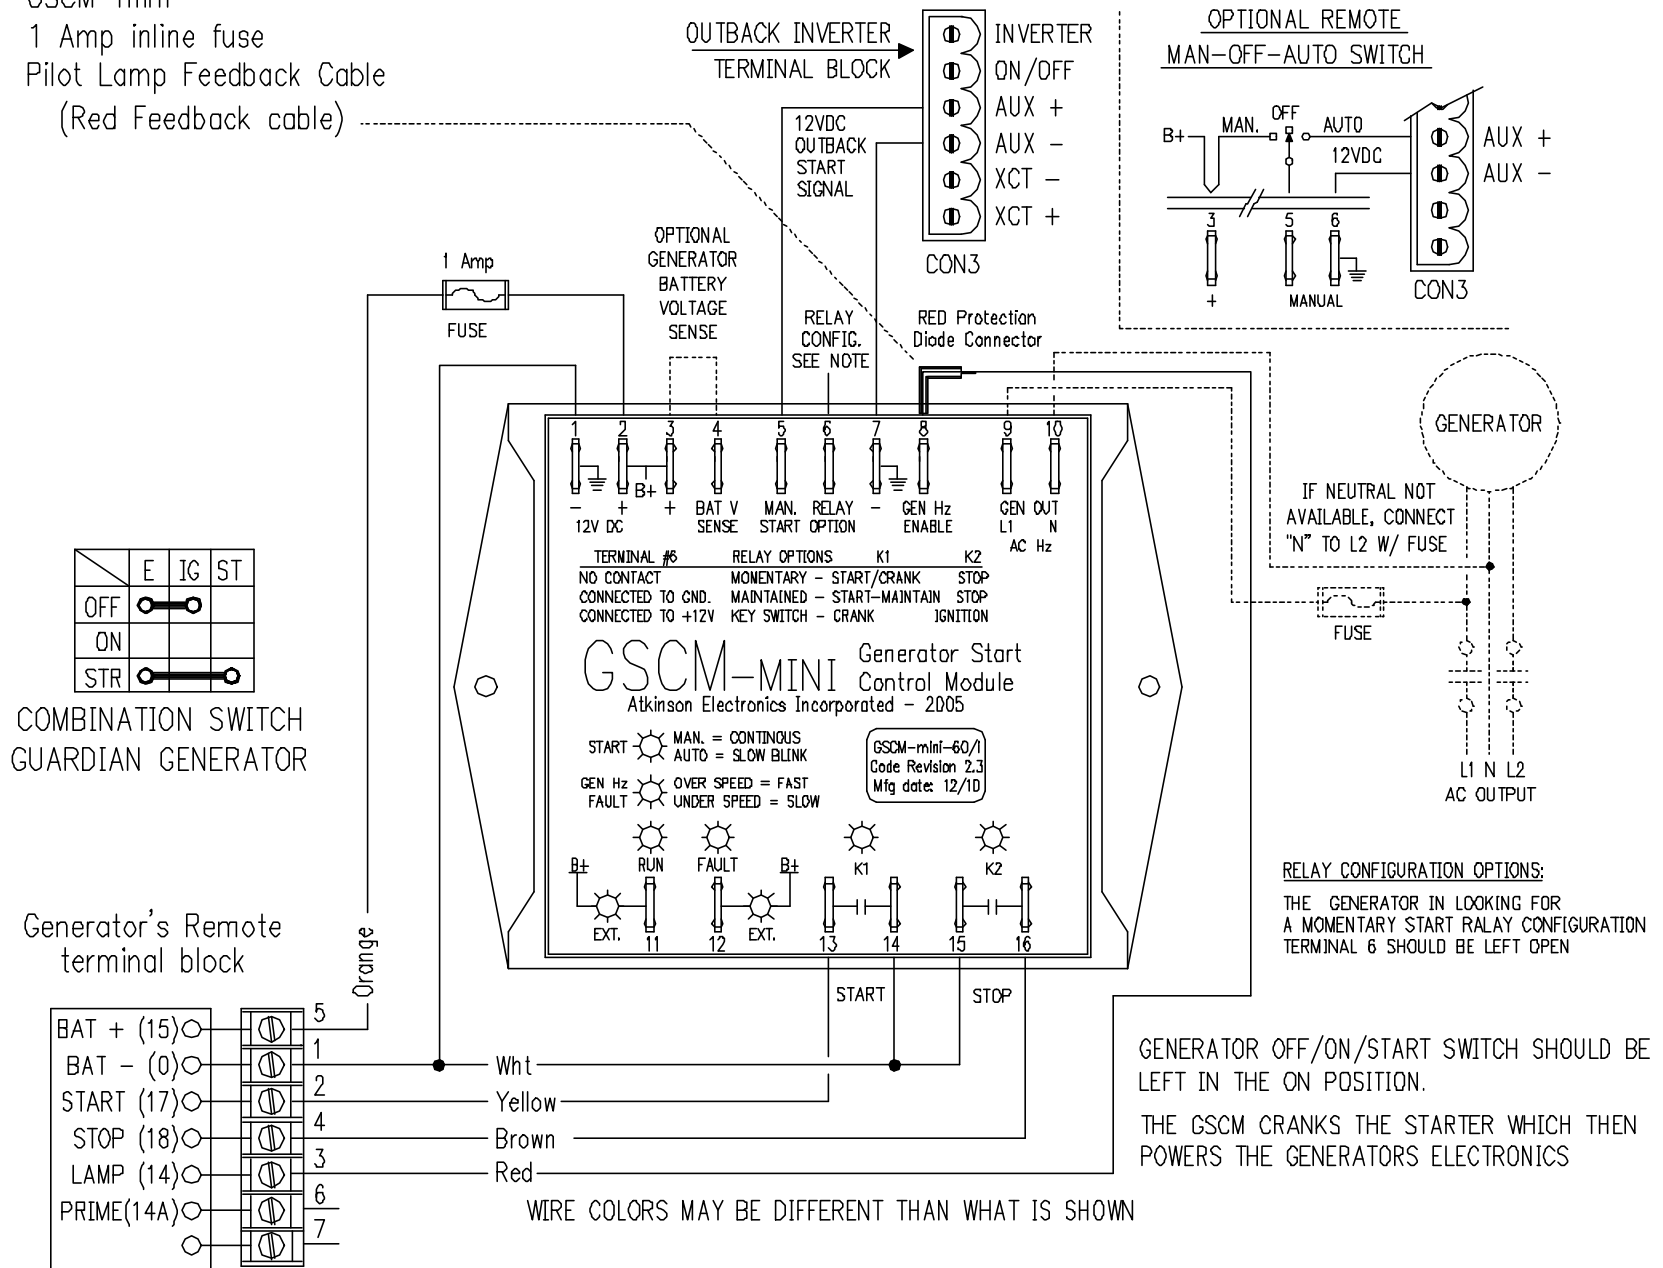 1 Amp inline fuse
Pilot Lamp Feedback Cable
(Red Feedback cable)
OUTBACK INVERTER
TERMINAL BLOCK
INVERTER
ON/OFF
AUX +
AUX -
XCT -
XCT +
CON3
12VDC
OUTBACK
START
SIGNAL
OPTIONAL REMOTE
MAN-OFF-AUTO SWITCH
B+
MAN.
OFF
AUTO
12VDC
AUX +
AUX -
3
5
6
+
MANUAL
CON3
1 Amp
FUSE
OPTIONAL
GENERATOR
BATTERY
VOLTAGE
SENSE
RELAY
CONFIG.
SEE NOTE
RED Protection
Diode Connector
GENERATOR
IF NEUTRAL NOT
AVAILABLE, CONNECT
"N" TO L2 W/ FUSE
FUSE
L1 N L2
AC OUTPUT
1 2 3 4 5 6 7 8 9 10
B+
- + + BAT V MAN. RELAY - GEN Hz GEN OUT
12V DC SENSE START OPTION ENABLE L1 N
AC Hz
TERMINAL #6 RELAY OPTIONS K1 K2
NO CONTACT MOMENTARY - START/CRANK STOP
CONNECTED TO GND. MAINTAINED - START-MAINTAIN STOP
CONNECTED TO +12V KEY SWITCH - CRANK IGNITION
GSCM-MINI
Generator Start
Control Module
Atkinson Electronics Incorporated - 2005
START
MAN. = CONTINOUS
AUTO = SLOW BLINK
GEN Hz
FAULT
OVER SPEED = FAST
UNDER SPEED = SLOW
GSCM-mini-60/1
Code Revision 2.3
Mfg date: 12/10
B+ RUN FAULT B+ K1 K2
EXT. 11 12 EXT. 13 14 15 16
START
STOP
E IG ST
OFF
ON
STR
COMBINATION SWITCH
GUARDIAN GENERATOR
RELAY CONFIGURATION OPTIONS:
THE GENERATOR IN LOOKING FOR
A MOMENTARY START RALAY CONFIGURATION
TERMINAL 6 SHOULD BE LEFT OPEN
Generator's Remote
terminal block
Orange
BAT + (15) 5
BAT - (0) 1 Wht
START (17) 2 Yellow
STOP (18) 4 Brown
LAMP (14) 3 Red
PRIME(14A) 6
7
GENERATOR OFF/ON/START SWITCH SHOULD BE
LEFT IN THE ON POSITION.
THE GSCM CRANKS THE STARTER WHICH THEN
POWERS THE GENERATORS ELECTRONICS
WIRE COLORS MAY BE DIFFERENT THAN WHAT IS SHOWN